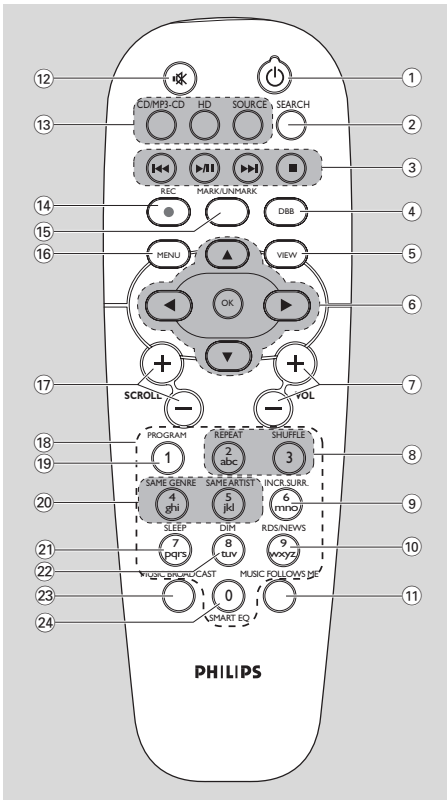 12 1
CD/MP3-CD HD SOURCE SEARCH
13 2
3
REC MARK/UNMARK
14 DBB 4
15
16 MENU VIEW 5
OK 6
17 SCROLL VOL 7
18 PROGRAM REPEAT SHUFFLE
19 1 2 abc 3 8
SAME GENRE SAME ARTIST INCR.SURR.
20 4 ghi 5 jkl 6 mno 9
SLEEP DIM RDS/NEWS
21 7 pqrs 8 tuv 9 wxyz 10
22
MUSIC BROADCAST MUSIC FOLLOWS ME
23 0 11
24 SMART EQ
PHILIPS